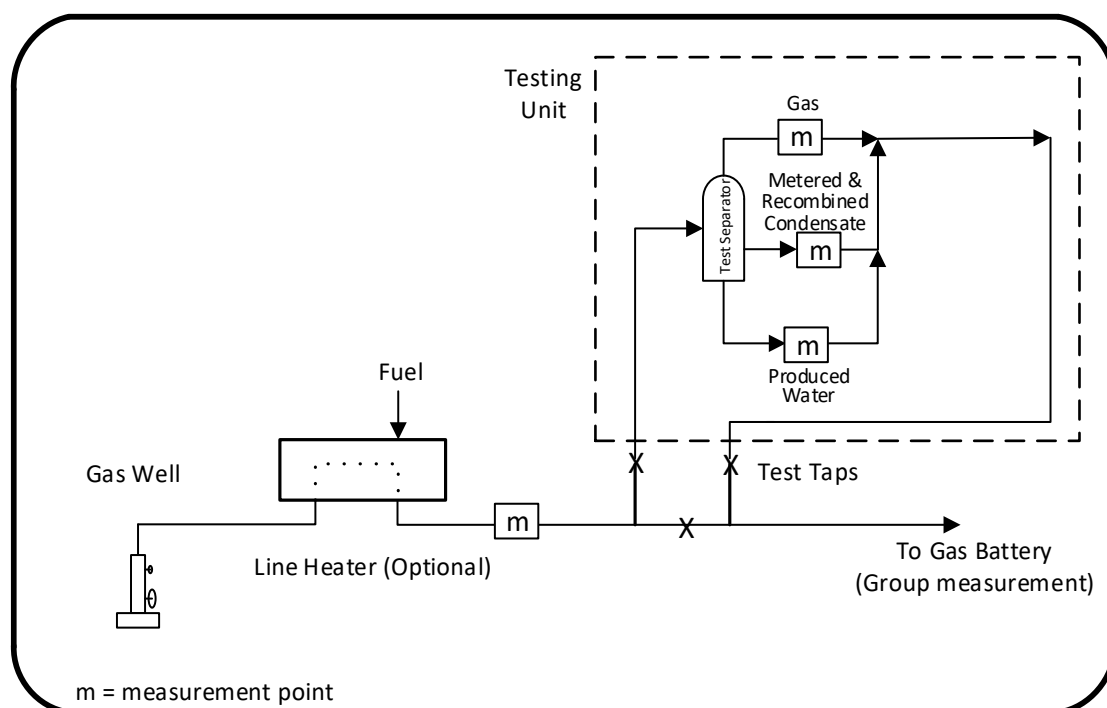 Testing
Unit
Gas
m
Metered &
Recombined
Condensate
m
Test Separator
m
Produced
Water
Fuel
Gas Well
X
X
Test Taps
m
X
Line Heater (Optional)
To Gas Battery
(Group measurement)
m = measurement point